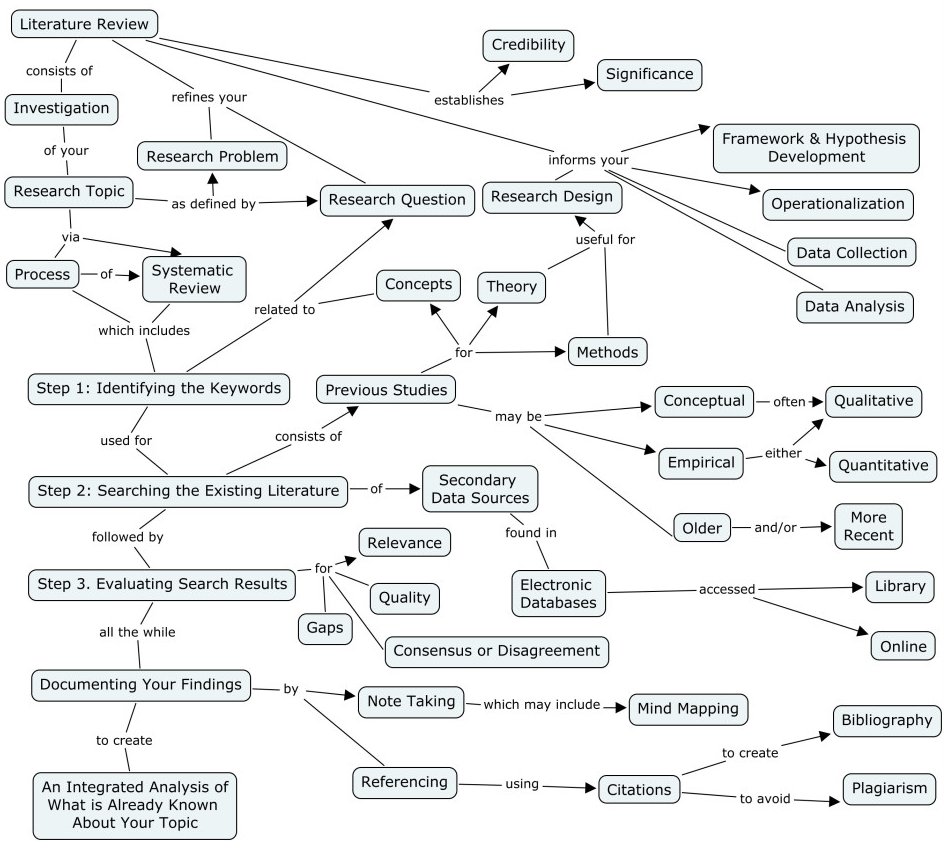 Literature Review
Credibility
Significance
consists of
refines your
establishes
Investigation
of your
Research Problem
informs your
Framework & Hypothesis
Development
Research Topic
as defined by
Research Question
Research Design
Operationalization
via
useful for
Data Collection
Process
of
Systematic
Review
Concepts
Theory
Data Analysis
which includes
related to
for
Methods
Step 1: Identifying the Keywords
Previous Studies
may be
Conceptual
often
Qualitative
used for
consists of
Empirical
either
Quantitative
Step 2: Searching the Existing Literature
of
Secondary
Data Sources
found in
Older
and/or
More
Recent
followed by
Relevance
Step 3. Evaluating Search Results
for
Quality
Electronic
Databases
accessed
Library
Gaps
Online
all the while
Consensus or Disagreement
Documenting Your Findings
by
Note Taking
which may include
Mind Mapping
Bibliography
to create
to create
Referencing
using
Citations
to avoid
Plagiarism
An Integrated Analysis of
What is Already Known
About Your Topic